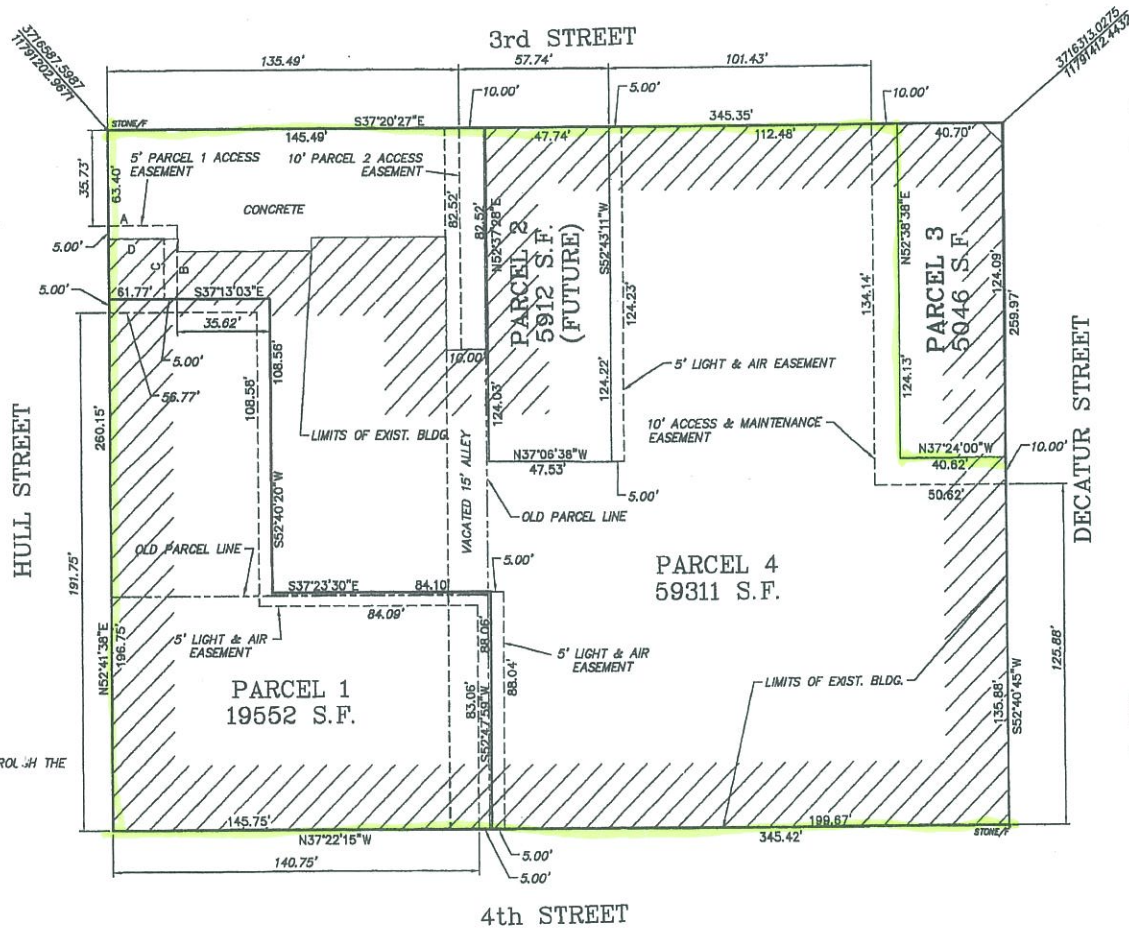 3rd STREET
3716587.5987
11791202.9671
3716313.0275
135.49'
57.74'
101.43'
10.00'
5.00'
10.00'
STONE/F
S37°20'27"E
345.35'
145.49'
47.74'
112.48'
40.70'
35.73'
63.40'
5' PARCEL 1 ACCESS
EASEMENT
10' PARCEL 2 ACCESS
EASEMENT
CONCRETE
82.52'
82.52'
N52°37'28"E
PARCEL 2
5912 S.F.
(FUTURE)
S52°43'11"W
124.23'
124.22'
134.14'
N52°38'38"E
124.13'
PARCEL 3
5046 S.F.
124.09'
259.97'
A
5.00'
D
C
B
5.00'
61.77'
S37°13'03"E
35.62'
10.00'
5.00'
56.77'
108.58'
108.56'
124.03'
5' LIGHT & AIR EASEMENT
LIMITS OF EXIST. BLDG.
10' ACCESS & MAINTENANCE
EASEMENT
N37°24'00"W
40.62'
10.00'
50.62'
N37°06'38"W
47.53'
5.00'
HULL STREET
260.15'
S52°40'20"W
VACATED 15' ALLEY
OLD PARCEL LINE
DECATUR STREET
191.75'
OLD PARCEL LINE
S37°23'30"E
84.10'
5.00'
84.09'
PARCEL 4
59311 S.F.
N52°41'38"E
196.75'
5' LIGHT & AIR
EASEMENT
88.06'
83.06'
S52°47'59"W
88.04'
5' LIGHT & AIR
EASEMENT
125.88'
PARCEL 1
19552 S.F.
LIMITS OF EXIST. BLDG.
135.88'
S52°40'45"W
THE
145.75'
N37°22'15"W
199.67'
345.42'
STONE/F
140.75'
5.00'
5.00'
4th STREET